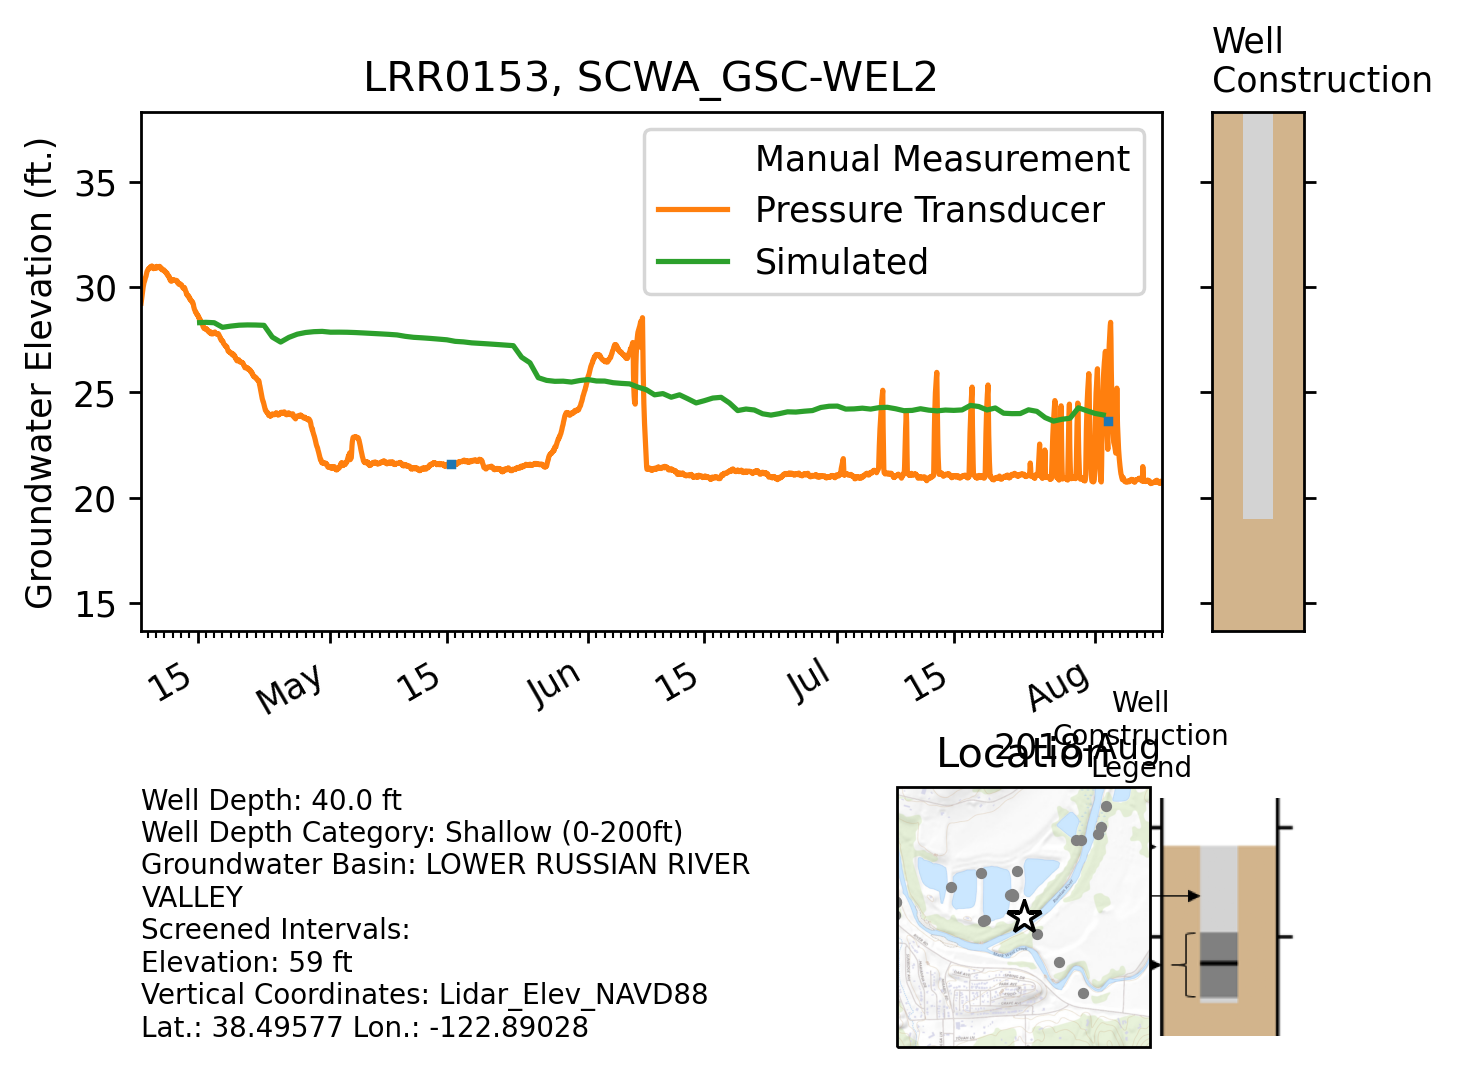 Well
Construction
LRR0153, SCWA_GSC-WEL2
Groundwater Elevation (ft.)
35
30
25
20
15
Manual Measurement
Pressure Transducer
Simulated
15
May
15
Jun
15
Jul
15
Aug
2018-Aug
Location
Well
Construction
Legend
Well Depth: 40.0 ft
Well Depth Category: Shallow (0-200ft)
Groundwater Basin: LOWER RUSSIAN RIVER
VALLEY
Screened Intervals:
Elevation: 59 ft
Vertical Coordinates: Lidar_Elev_NAVD88
Lat.: 38.49577 Lon.: -122.89028